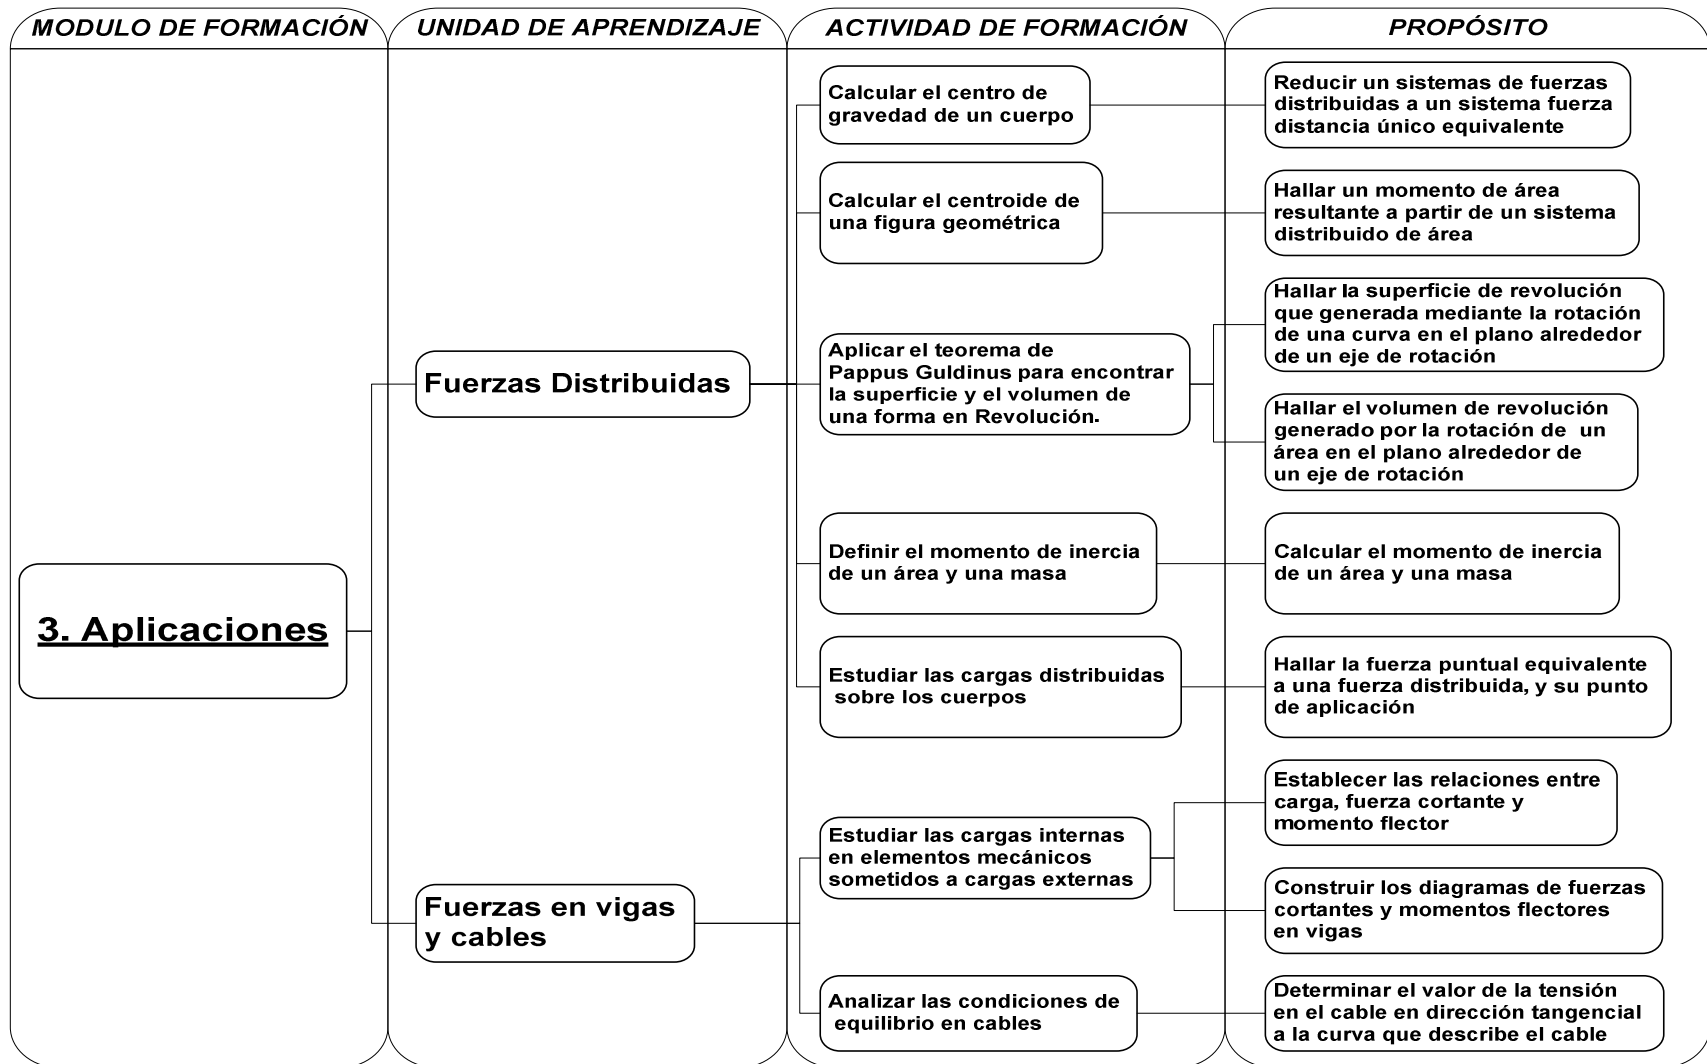 MODULO DE FORMACIÓN
UNIDAD DE APRENDIZAJE
ACTIVIDAD DE FORMACIÓN
PROPÓSITO
3. Aplicaciones
Fuerzas Distribuidas
Calcular el centro de
gravedad de un cuerpo
Reducir un sistemas de fuerzas
distribuidas a un sistema fuerza
distancia único equivalente
Calcular el centroide de
una figura geométrica
Hallar un momento de área
resultante a partir de un sistema
distribuido de área
Aplicar el teorema de
Pappus Guldinus para encontrar
la superficie y el volumen de
una forma en Revolución.
Hallar la superficie de revolución
que generada mediante la rotación
de una curva en el plano alrededor
de un eje de rotación
Hallar el volumen de revolución
generado por la rotación de un
área en el plano alrededor de
un eje de rotación
Definir el momento de inercia
de un área y una masa
Calcular el momento de inercia
de un área y una masa
Estudiar las cargas distribuidas
sobre los cuerpos
Hallar la fuerza puntual equivalente
a una fuerza distribuida, y su punto
de aplicación
Fuerzas en vigas
y cables
Estudiar las cargas internas
en elementos mecánicos
sometidos a cargas externas
Establecer las relaciones entre
carga, fuerza cortante y
momento flector
Construir los diagramas de fuerzas
cortantes y momentos flectores
en vigas
Analizar las condiciones de
equilibrio en cables
Determinar el valor de la tensión
en el cable en dirección tangencial
a la curva que describe el cable